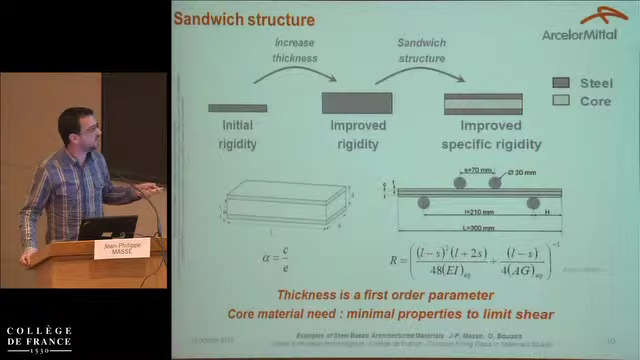 Sandwich structure
ArcelorMittal
increase
thickness
Sandwich
structure
Steel
Core
Initial
rigidity
Improved
rigidity
Improved
specific rigidity
s=70 mm
Ø 20 mm
l=210 mm
H
L=300 mm
α = c/e
R = ( (l−s)²(l+2s) / 48(EI)eq + (l−s) / 4(AG)eq )⁻¹
Thickness is a first order parameter
Core material need : minimal properties to limit shear
Jean-Philippe
MASSE
COLLÈGE
DE FRANCE
1530
Examples of Steel Based Architectured Materials J-P. Masse, O. Bouaziz
10